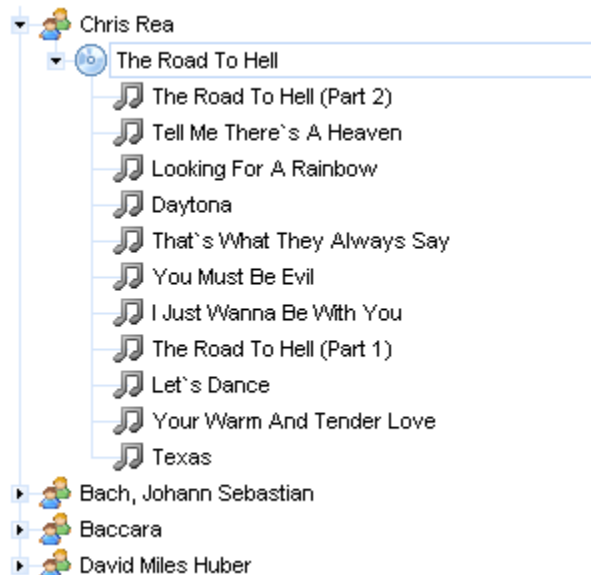 Chris Rea
The Road To Hell
The Road To Hell (Part 2)
Tell Me There`s A Heaven
Looking For A Rainbow
Daytona
That`s What They Always Say
You Must Be Evil
I Just Wanna Be With You
The Road To Hell (Part 1)
Let`s Dance
Your Warm And Tender Love
Texas
Bach, Johann Sebastian
Baccara
David Miles Huber